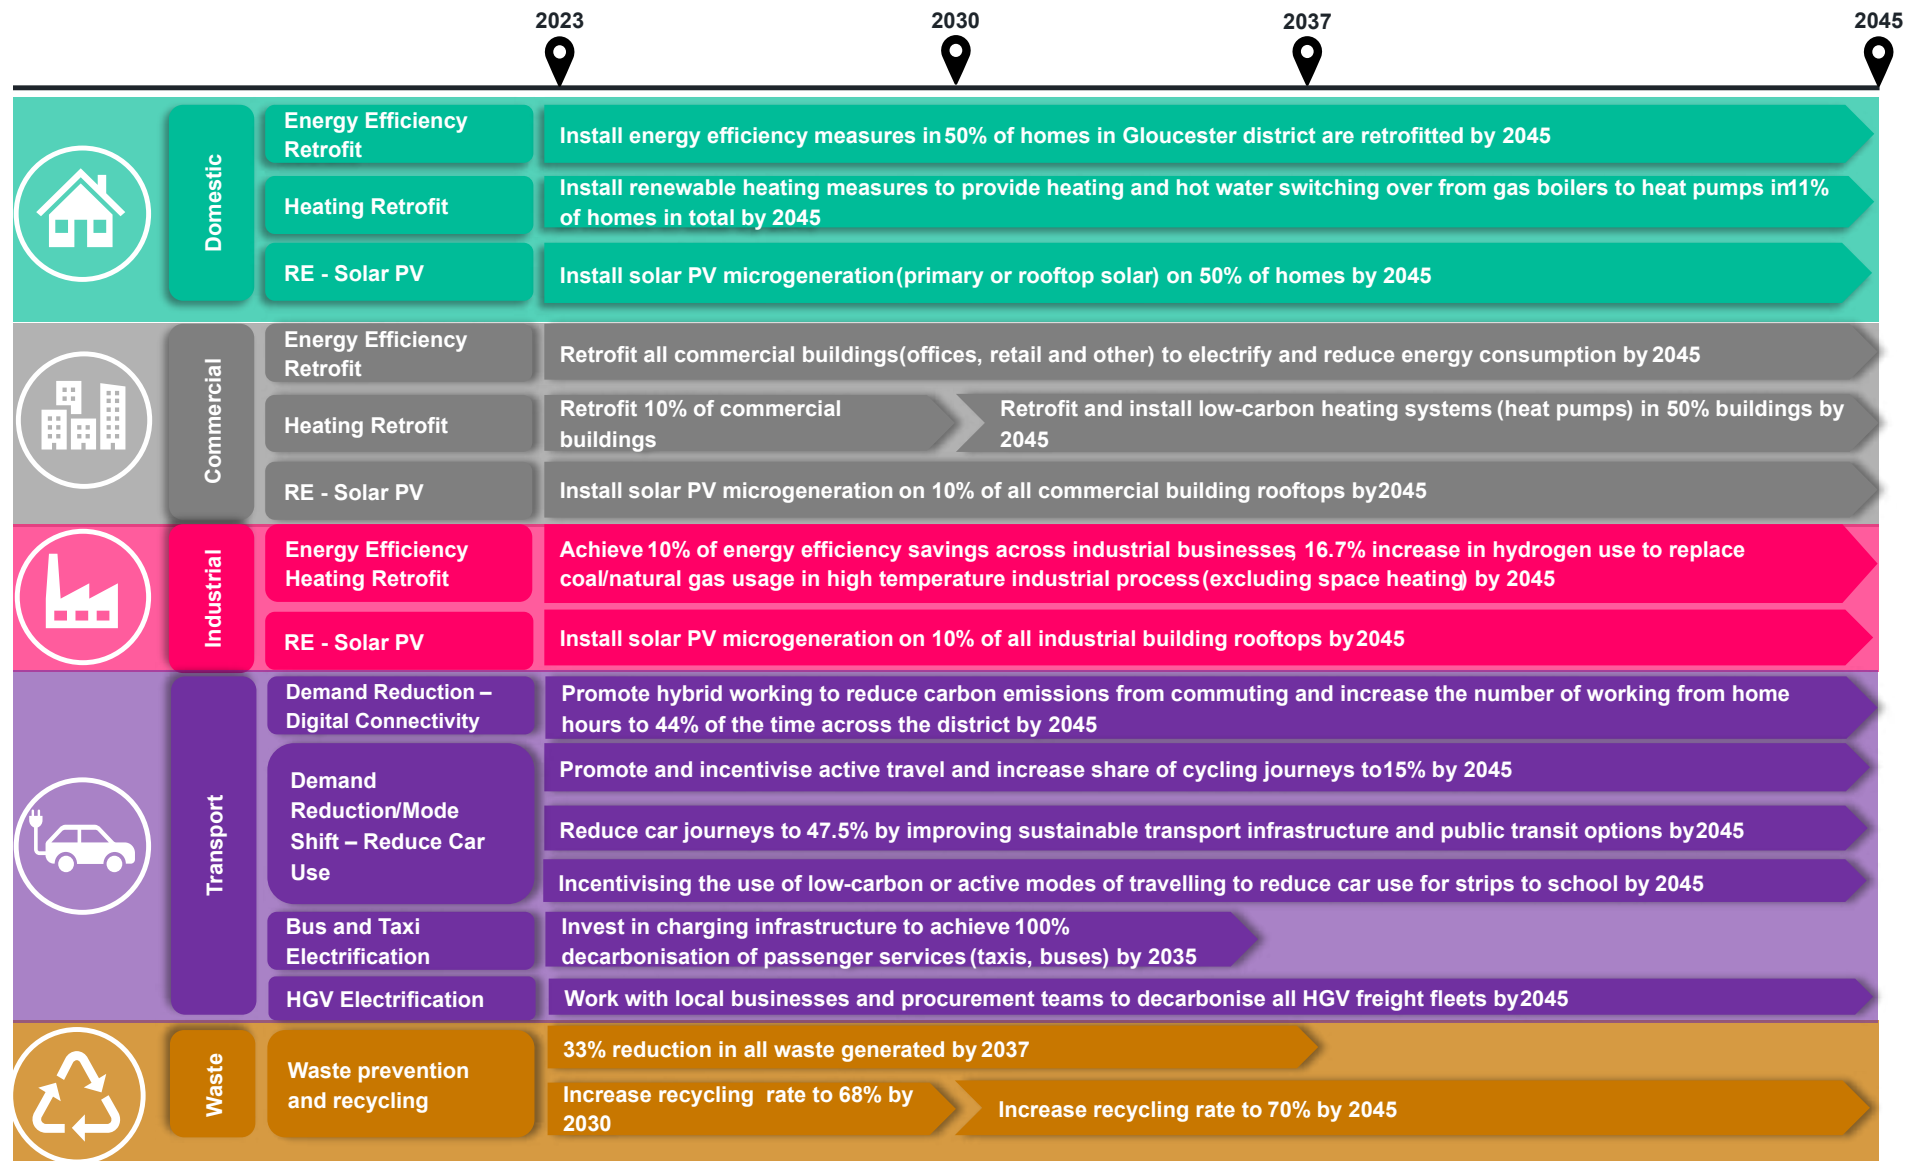 2023 2030 2037 2045
Domestic
Energy Efficiency
Retrofit
Install energy efficiency measures in 50% of homes in Gloucester district are retrofitted by 2045
Heating Retrofit
Install renewable heating measures to provide heating and hot water switching over from gas boilers to heat pumps in11%
of homes in total by 2045
RE - Solar PV
Install solar PV microgeneration (primary or rooftop solar) on 50% of homes by 2045
Commercial
Energy Efficiency
Retrofit
Retrofit all commercial buildings(offices, retail and other) to electrify and reduce energy consumption by 2045
Heating Retrofit
Retrofit 10% of commercial
buildings
Retrofit and install low-carbon heating systems (heat pumps) in 50% buildings by
2045
RE - Solar PV
Install solar PV microgeneration on 10% of all commercial building rooftops by 2045
Industrial
Energy Efficiency
Heating Retrofit
Achieve 10% of energy efficiency savings across industrial businesses, 16.7% increase in hydrogen use to replace
coal/natural gas usage in high temperature industrial process (excluding space heating) by 2045
RE - Solar PV
Install solar PV microgeneration on 10% of all industrial building rooftops by 2045
Transport
Demand Reduction –
Digital Connectivity
Promote hybrid working to reduce carbon emissions from commuting and increase the number of working from home
hours to 44% of the time across the district by 2045
Demand
Reduction/Mode
Shift – Reduce Car
Use
Promote and incentivise active travel and increase share of cycling journeys to 15% by 2045
Reduce car journeys to 47.5% by improving sustainable transport infrastructure and public transit options by 2045
Incentivising the use of low-carbon or active modes of travelling to reduce car use for strips to school by 2045
Bus and Taxi
Electrification
Invest in charging infrastructure to achieve 100%
decarbonisation of passenger services (taxis, buses) by 2035
HGV Electrification
Work with local businesses and procurement teams to decarbonise all HGV freight fleets by 2045
Waste
Waste prevention
and recycling
33% reduction in all waste generated by 2037
Increase recycling rate to 68% by
2030
Increase recycling rate to 70% by 2045